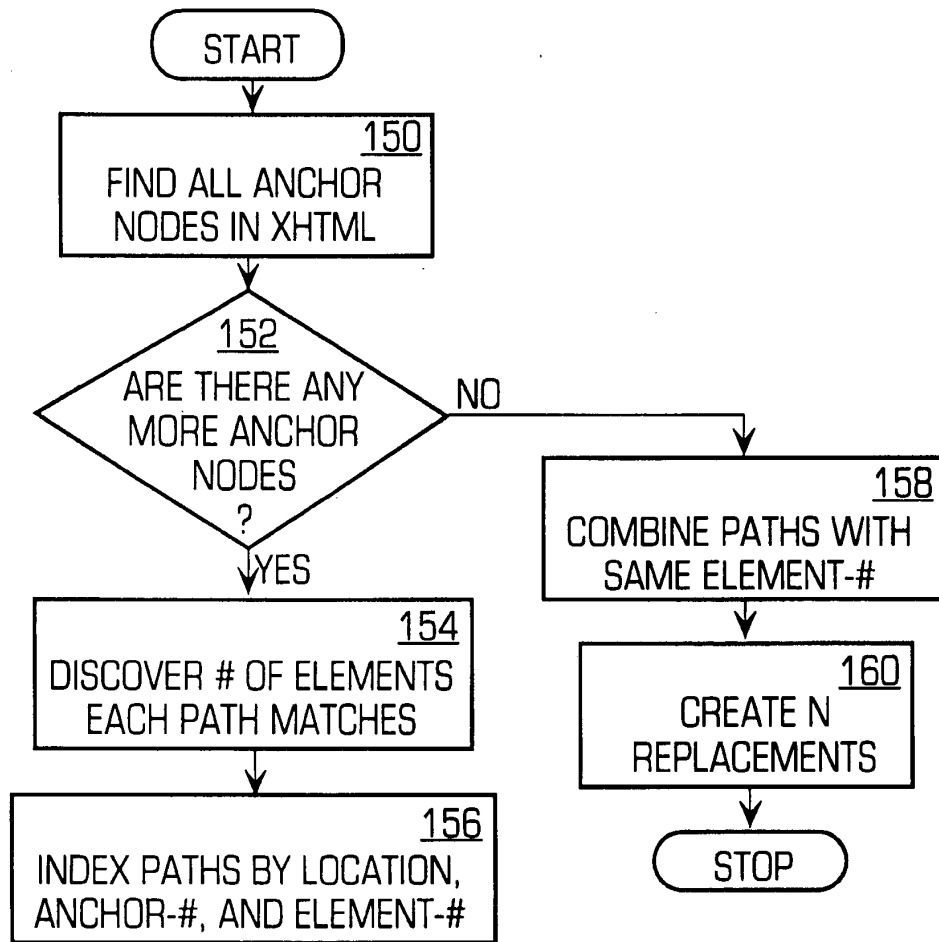 START
150
FIND ALL ANCHOR
NODES IN XHTML
152
ARE THERE ANY
MORE ANCHOR
NODES
?
NO
YES
154
DISCOVER # OF ELEMENTS
EACH PATH MATCHES
156
INDEX PATHS BY LOCATION,
ANCHOR-#, AND ELEMENT-#
158
COMBINE PATHS WITH
SAME ELEMENT-#
160
CREATE N
REPLACEMENTS
STOP